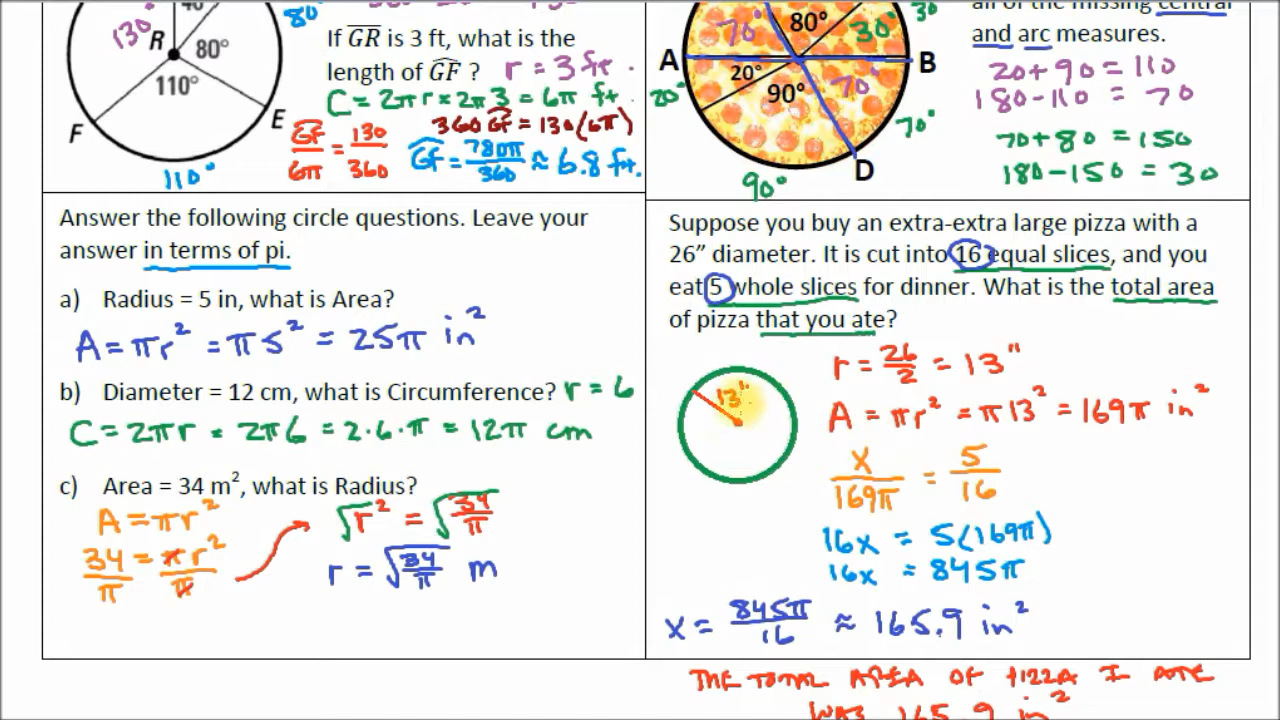 130°
R
80°
110°
F
E
110°
80°
If GR is 3 ft, what is the
length of GF ? r = 3 ft.
C = 2πr = 2π3 = 6π ft.
GF/6π = 130/360
360 GF = 130(6π)
GF = 780π/360 ≈ 6.8 ft.
70°
80°
30°
30
A
B
20°
20°
90°
70°
70°
D
90°
all of the missing central
and arc measures.
20+90 = 110
180-110 = 70
70+80 = 150
180-150 = 30
Answer the following circle questions. Leave your
answer in terms of pi.
a) Radius = 5 in, what is Area?
A = πr² = π5² = 25π in²
b) Diameter = 12 cm, what is Circumference? r = 6
C = 2πr = 2π6 = 2·6·π = 12π cm
c) Area = 34 m², what is Radius?
A = πr²
34/π = πr²/π
√r² = √34/π
r = √34/π m
Suppose you buy an extra-extra large pizza with a
26” diameter. It is cut into 16 equal slices, and you
eat 5 whole slices for dinner. What is the total area
of pizza that you ate?
13"
r = 26/2 = 13"
A = πr² = π13² = 169π in²
x/169π = 5/16
16x = 5(169π)
16x = 845π
x = 845π/16 ≈ 165.9 in²
THE TOTAL AREA OF PIZZA I ATE
WAS 165.9 in²